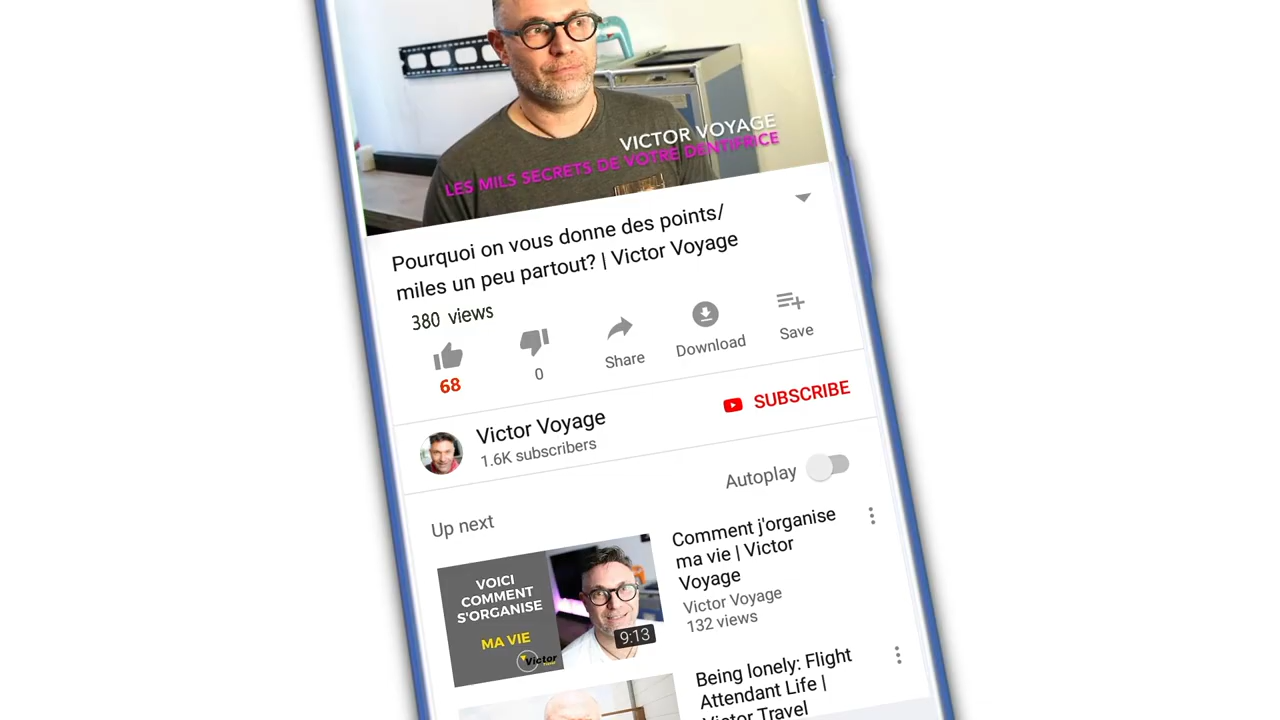 VICTOR VOYAGE
LES MILS SECRETS DE VOTRE DENTIFRICE
Pourquoi on vous donne des points/
miles un peu partout? | Victor Voyage
380 views
68
0
Share
Download
Save
Victor Voyage
1.6K subscribers
SUBSCRIBE
Autoplay
Up next
VOICI
COMMENT
S'ORGANISE
MA VIE
Victor
9:13
Comment j'organise
ma vie | Victor
Voyage
Victor Voyage
132 views
Being lonely: Flight
Attendant Life |
Victor Travel